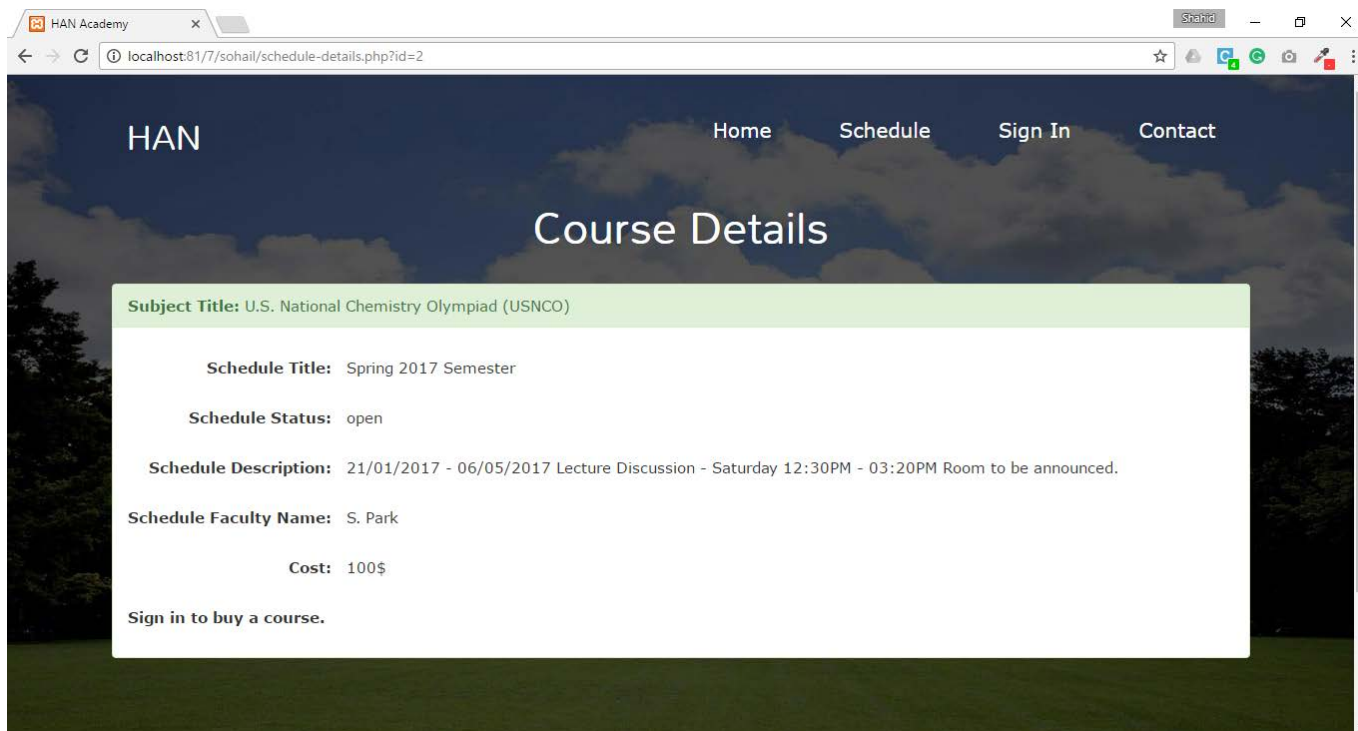 HAN Academy
Shahid
localhost:81/7/sohail/schedule-details.php?id=2
HAN
Home Schedule Sign In Contact
Course Details
Subject Title: U.S. National Chemistry Olympiad (USNCO)
Schedule Title: Spring 2017 Semester
Schedule Status: open
Schedule Description: 21/01/2017 - 06/05/2017 Lecture Discussion - Saturday 12:30PM - 03:20PM Room to be announced.
Schedule Faculty Name: S. Park
Cost: 100$
Sign in to buy a course.